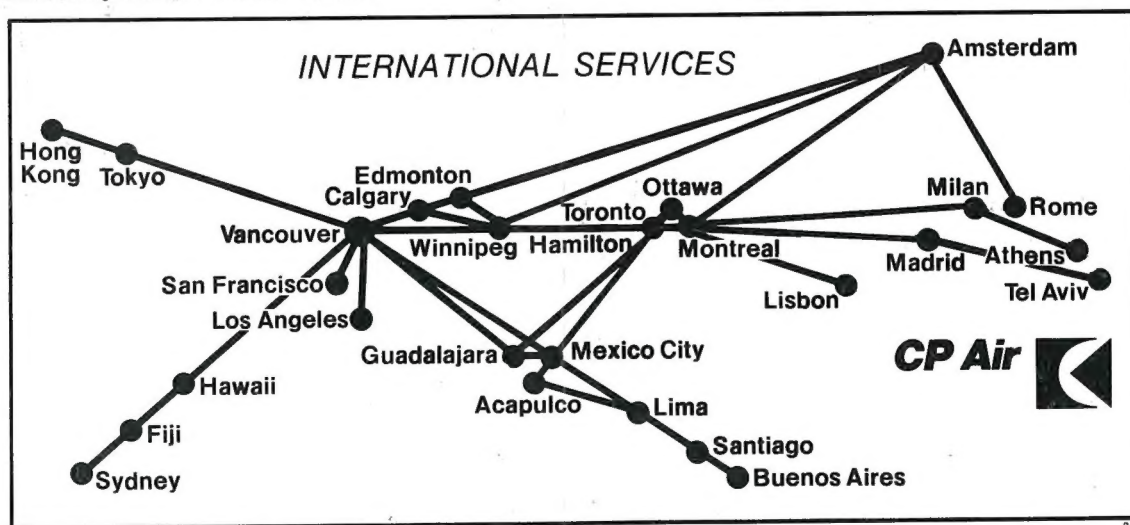 INTERNATIONAL SERVICES
Amsterdam
Hong
Kong
Tokyo
Edmonton
Calgary
Ottawa
Milan
Rome
Vancouver
Winnipeg
Toronto
Hamilton
Montreal
Madrid
Athens
San Francisco
Lisbon
Tel Aviv
Los Angeles
Guadalajara
Mexico City
CP Air
Hawaii
Acapulco
Lima
Fiji
Santiago
Sydney
Buenos Aires